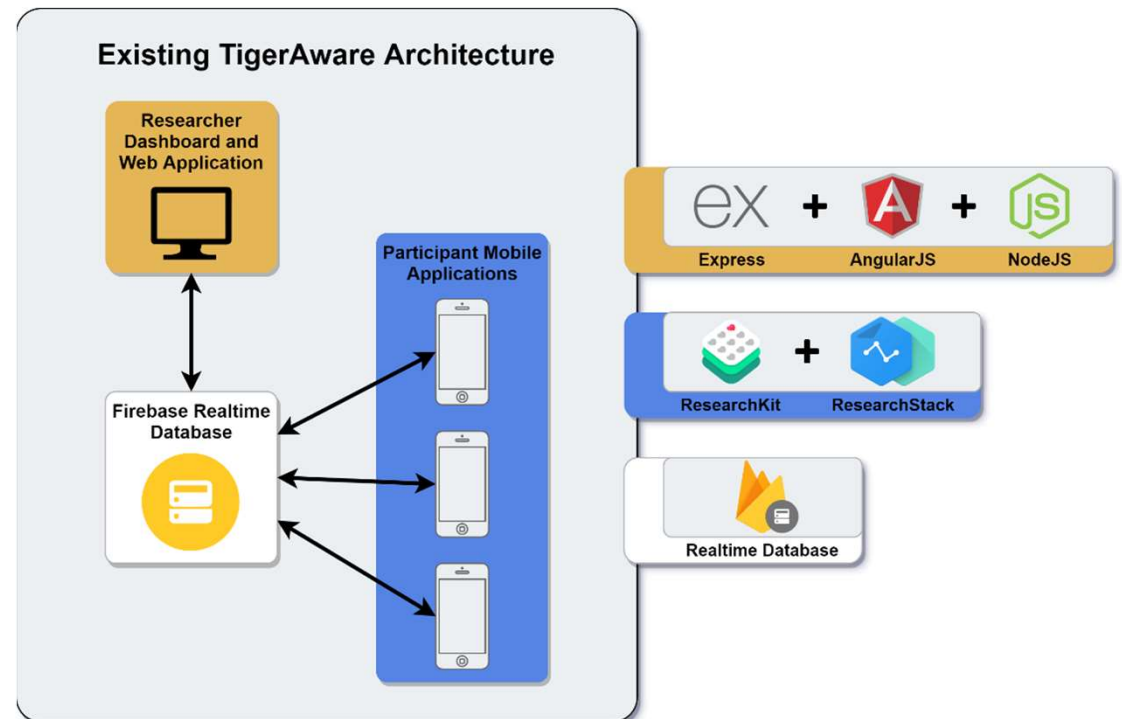 Existing TigerAware Architecture
Researcher
Dashboard and
Web Application
Participant Mobile
Applications
Firebase Realtime
Database
ex + A + JS
Express AngularJS NodeJS
+
ResearchKit ResearchStack
Realtime Database